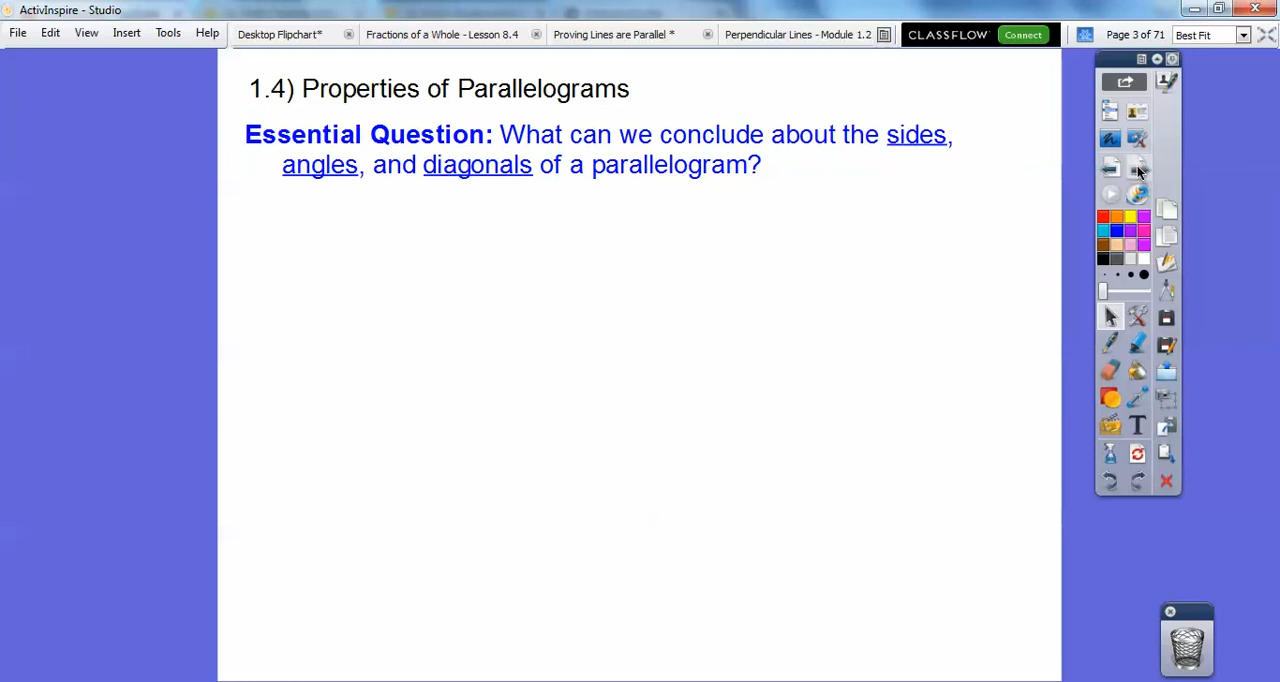 ActivInspire - Studio
File Edit View Insert Tools Help Desktop Flipchart* Fractions of a Whole - Lesson 8.4 Proving Lines are Parallel * Perpendicular Lines - Module 1.2 CLASSFLOW Connect Page 3 of 71 Best Fit
1.4) Properties of Parallelograms
Essential Question: What can we conclude about the sides,
angles, and diagonals of a parallelogram?